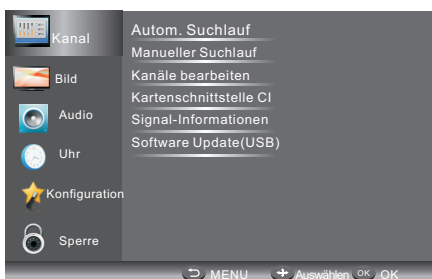 Kanal
Bild
Audio
Uhr
Konfiguration
Sperre
Autom. Suchlauf
Manueller Suchlauf
Kanäle bearbeiten
Kartenschnittstelle CI
Signal-Informationen
Software Update(USB)
MENU Auswählen OK OK